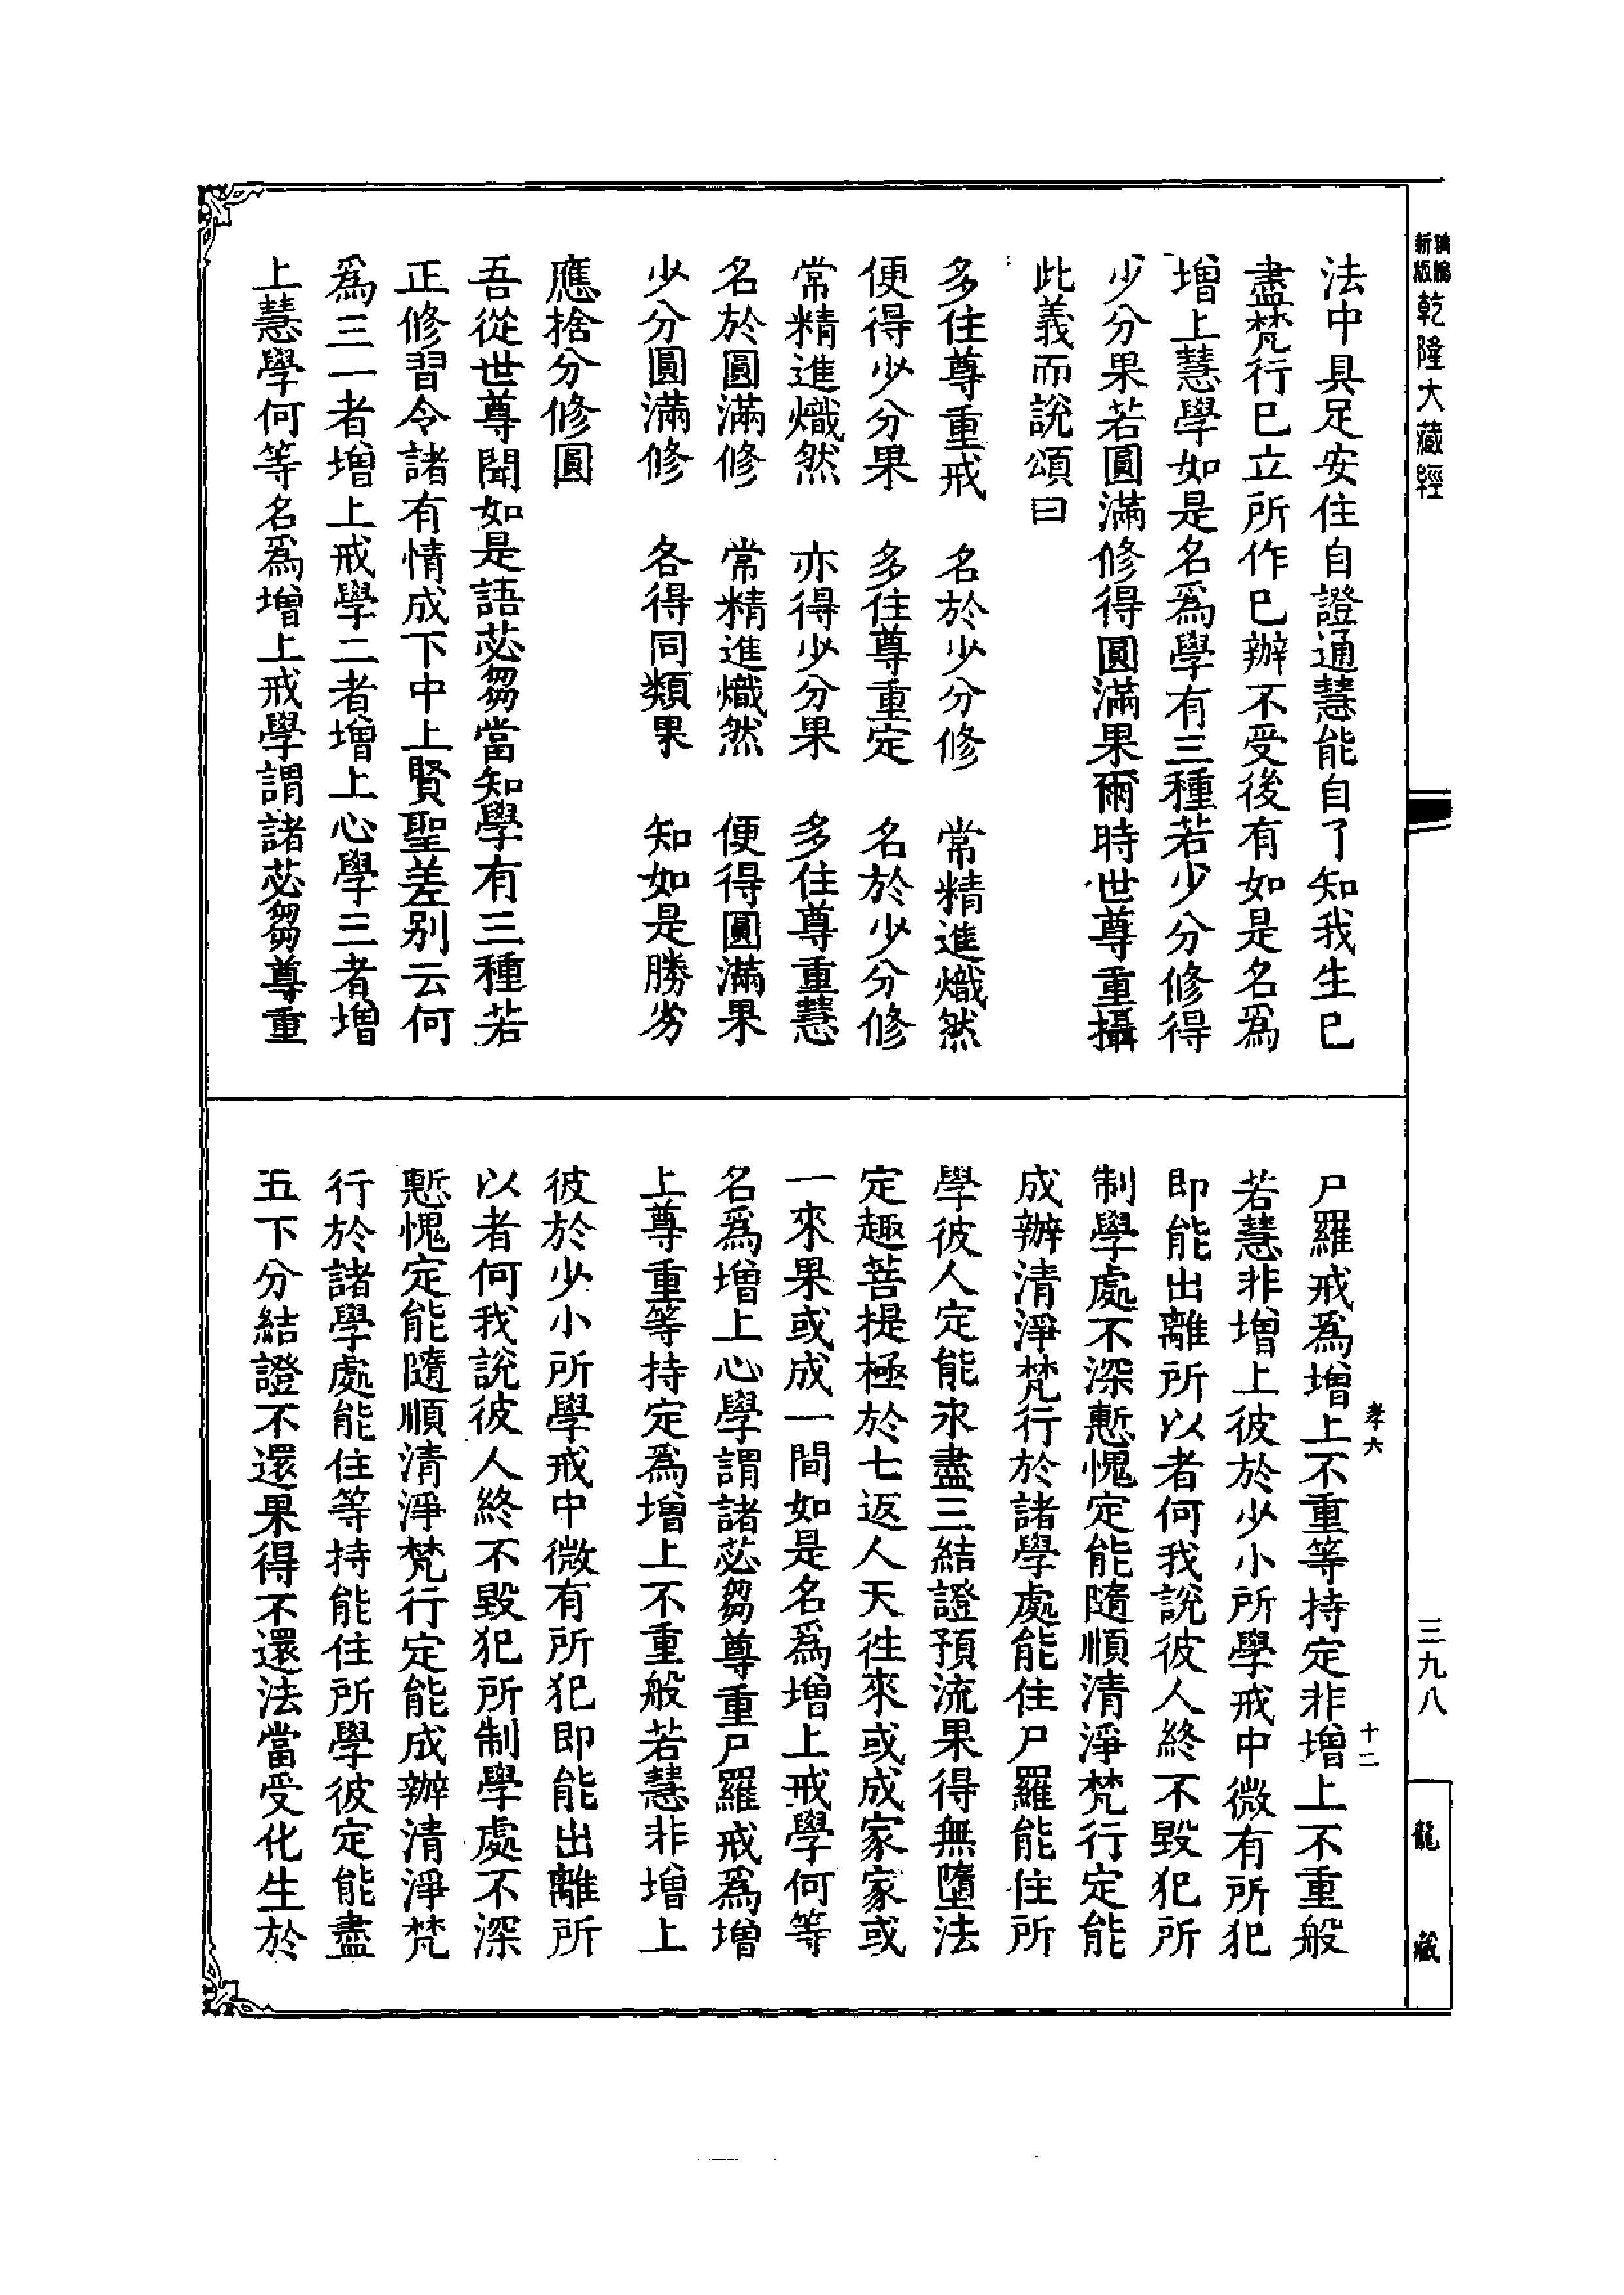 新編縮版 乾隆大藏經
法中具足安住自證通慧能自了知我生已
盡梵行已立所作已辦不受後有如是名爲
增上慧學如是名爲學有三種若少分修得
少分果若圓滿修得圓滿果爾時世尊重攝
此義而說頌曰
多住尊重戒　名於少分修　常精進熾然
便得少分果　多住尊重定　名於少分修
常精進熾然　亦得少分果　多住尊重慧
名於圓滿修　常精進熾然　便得圓滿果
少分圓滿修　各得同類果　知如是勝劣
應捨分修圓
吾從世尊聞如是語苾芻當知學有三種若
正修習令諸有情成下中上賢聖差别云何
爲三一者增上戒學二者增上心學三者增
上慧學何等名爲增上戒學謂諸苾芻尊重
尸羅戒爲增上不重等持定非增上不重般
若慧非增上彼於少小所學戒中微有所犯
即能出離所以者何我說彼人終不毀犯所
制學處不深慙愧定能隨順清淨梵行定能
成辦清淨梵行於諸學處能住尸羅能住所
學彼人定能永盡三結證預流果得無墮法
定趣菩提極於七返人天往來或成家家或
一來果或成一間如是名爲增上戒學何等
名爲增上心學謂諸苾芻尊重尸羅戒爲增
上尊重等持定爲增上不重般若慧非增上
彼於少小所學戒中微有所犯即能出離所
以者何我說彼人終不毀犯所制學處不深
慙愧定能隨順清淨梵行定能成辦清淨梵
行於諸學處能住等持能住所學彼定能盡
五下分結證不還果得不還法當受化生於
孝六
十二
三九八
龍藏